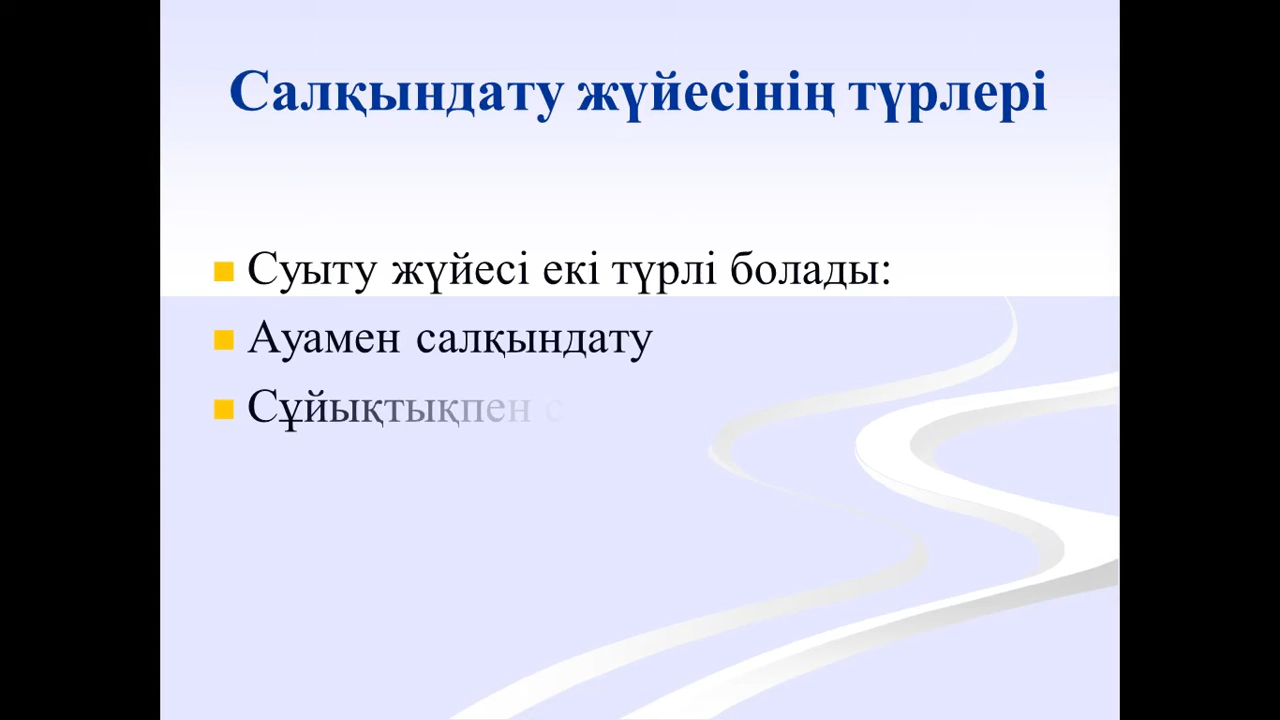 Салқындату жүйесінің түрлері
Суыту жүйесі екі түрлі болады:
Ауамен салқындату
Сұйықтықпен